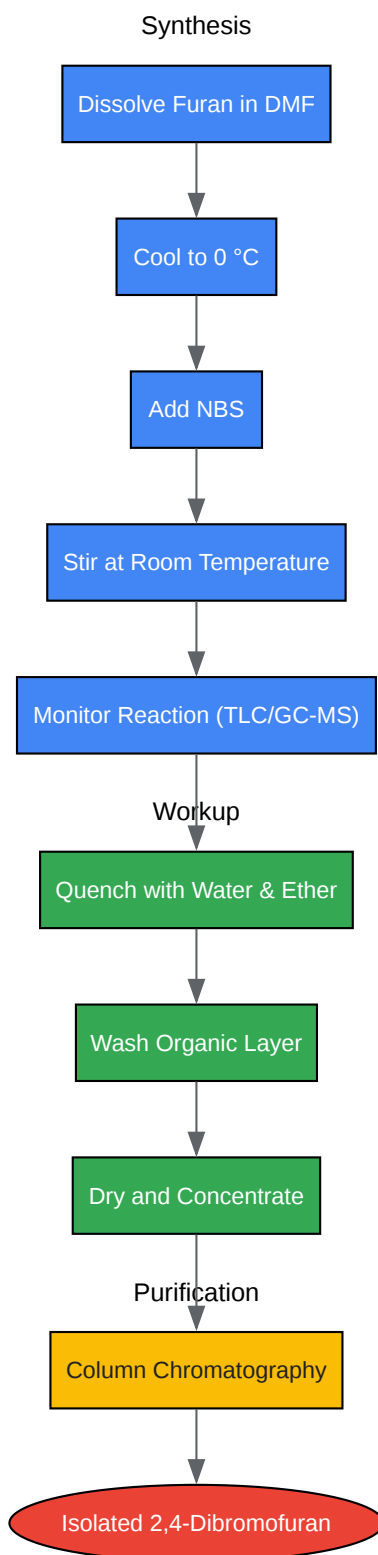 Synthesis
Dissolve Furan in DMF
Cool to 0 °C
Add NBS
Stir at Room Temperature
Monitor Reaction (TLC/GC-MS)
Workup
Quench with Water & Ether
Wash Organic Layer
Dry and Concentrate
Purification
Column Chromatography
Isolated 2,4-Dibromofuran